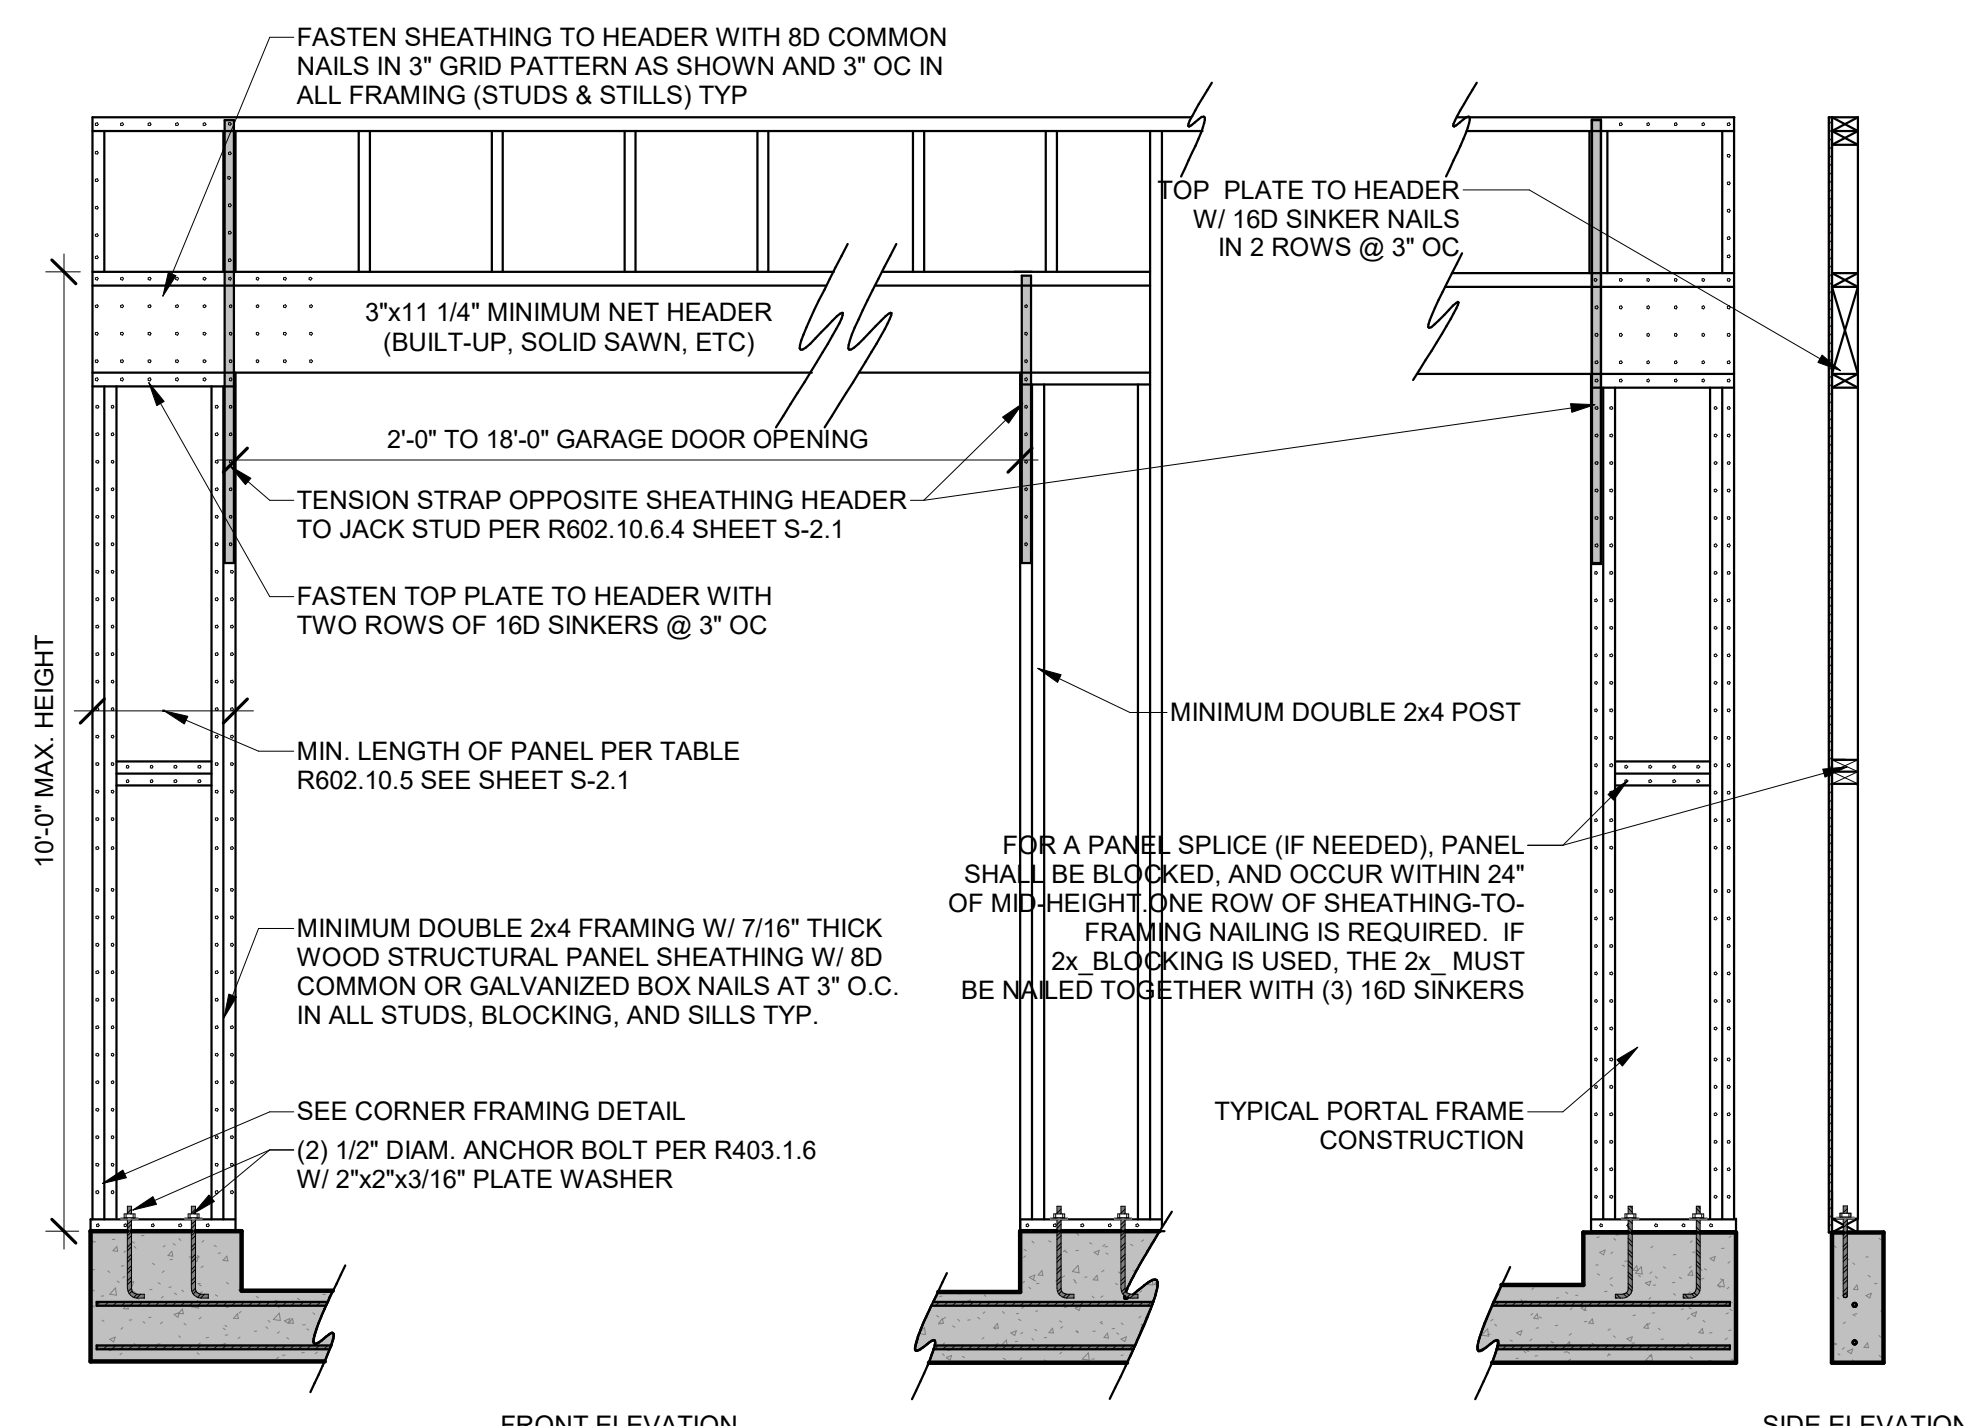 FASTEN SHEATHING TO HEADER WITH 8D COMMON
NAILS IN 3" GRID PATTERN AS SHOWN AND 3" OC IN
ALL FRAMING (STUDS & STILLS) TYP
TOP PLATE TO HEADER
W/ 16D SINKER NAILS
IN 2 ROWS @ 3" OC
3"x11 1/4" MINIMUM NET HEADER
(BUILT-UP, SOLID SAWN, ETC)
2'-0" TO 18'-0" GARAGE DOOR OPENING
TENSION STRAP OPPOSITE SHEATHING HEADER
TO JACK STUD PER R602.10.6.4 SHEET S-2.1
FASTEN TOP PLATE TO HEADER WITH
TWO ROWS OF 16D SINKERS @ 3" OC
10'-0" MAX. HEIGHT
MINIMUM DOUBLE 2x4 POST
MIN. LENGTH OF PANEL PER TABLE
R602.10.5 SEE SHEET S-2.1
FOR A PANEL SPLICE (IF NEEDED), PANEL
SHALL BE BLOCKED, AND OCCUR WITHIN 24"
OF MID-HEIGHT.ONE ROW OF SHEATHING-TO-
FRAMING NAILING IS REQUIRED. IF
2x_BLOCKING IS USED, THE 2x_ MUST
BE NAILED TOGETHER WITH (3) 16D SINKERS
MINIMUM DOUBLE 2x4 FRAMING W/ 7/16" THICK
WOOD STRUCTURAL PANEL SHEATHING W/ 8D
COMMON OR GALVANIZED BOX NAILS AT 3" O.C.
IN ALL STUDS, BLOCKING, AND SILLS TYP.
SEE CORNER FRAMING DETAIL
(2) 1/2" DIAM. ANCHOR BOLT PER R403.1.6
W/ 2"x2"x3/16" PLATE WASHER
TYPICAL PORTAL FRAME
CONSTRUCTION
FRONT ELEVATION
SIDE ELEVATION